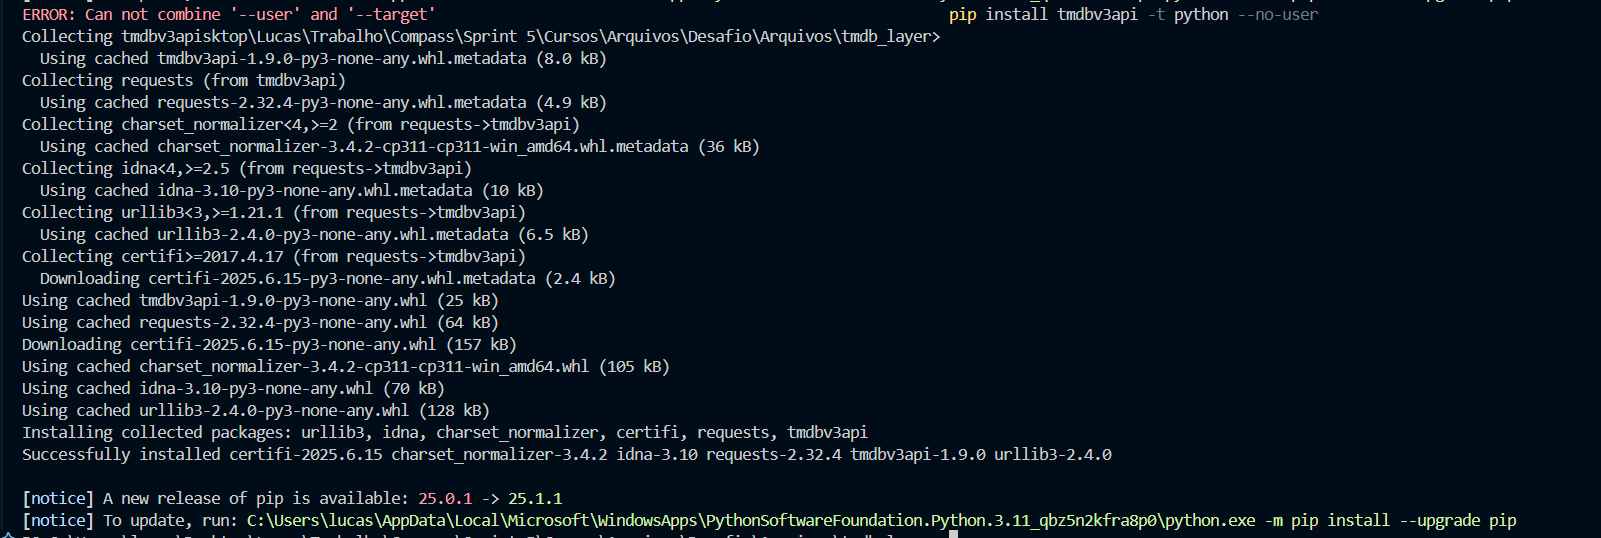 ERROR: Can not combine '--user' and '--target' pip install tmdbv3api -t python --no-user
Collecting tmdbv3apisktop\Lucas\Trabalho\Compass\Sprint 5\Cursos\Arquivos\Desafio\Arquivos\tmdb_layer>
Using cached tmdbv3api-1.9.0-py3-none-any.whl.metadata (8.0 kB)
Collecting requests (from tmdbv3api)
Using cached requests-2.32.4-py3-none-any.whl.metadata (4.9 kB)
Collecting charset_normalizer<4,>=2 (from requests->tmdbv3api)
Using cached charset_normalizer-3.4.2-cp311-cp311-win_amd64.whl.metadata (36 kB)
Collecting idna<4,>=2.5 (from requests->tmdbv3api)
Using cached idna-3.10-py3-none-any.whl.metadata (10 kB)
Collecting urllib3<3,>=1.21.1 (from requests->tmdbv3api)
Using cached urllib3-2.4.0-py3-none-any.whl.metadata (6.5 kB)
Collecting certifi>=2017.4.17 (from requests->tmdbv3api)
Downloading certifi-2025.6.15-py3-none-any.whl.metadata (2.4 kB)
Using cached tmdbv3api-1.9.0-py3-none-any.whl (25 kB)
Using cached requests-2.32.4-py3-none-any.whl (64 kB)
Downloading certifi-2025.6.15-py3-none-any.whl (157 kB)
Using cached charset_normalizer-3.4.2-cp311-cp311-win_amd64.whl (105 kB)
Using cached idna-3.10-py3-none-any.whl (70 kB)
Using cached urllib3-2.4.0-py3-none-any.whl (128 kB)
Installing collected packages: urllib3, idna, charset_normalizer, certifi, requests, tmdbv3api
Successfully installed certifi-2025.6.15 charset_normalizer-3.4.2 idna-3.10 requests-2.32.4 tmdbv3api-1.9.0 urllib3-2.4.0
[notice] A new release of pip is available: 25.0.1 -> 25.1.1
[notice] To update, run: C:\Users\lucas\AppData\Local\Microsoft\WindowsApps\PythonSoftwareFoundation.Python.3.11_qbz5n2kfra8p0\python.exe -m pip install --upgrade pip